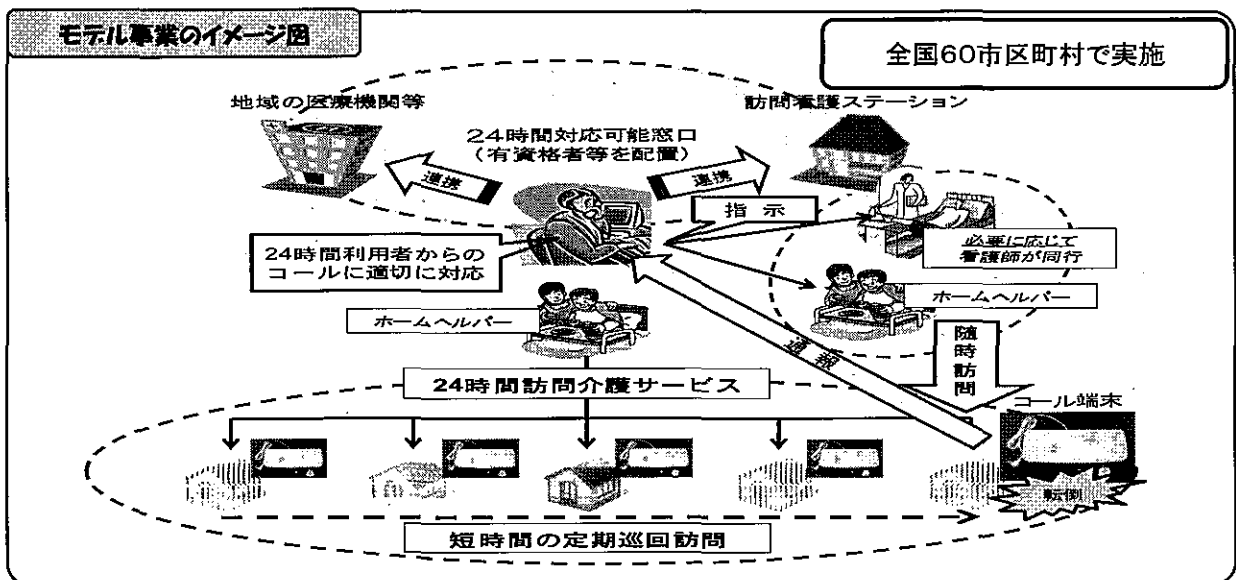 モデル事業のイメージ図
全国60市区町村で実施
地域の医療機関等
訪問看護ステーション
24時間対応可能窓口
(有資格者等を配置)
連携
連携
指示
24時間利用者からの
コールに適切に対応
必要に応じて
看護師が同行
ホームヘルパー
ホームヘルパー
通報
随時訪問
24時間訪問介護サービス
コール端末
転倒
短時間の定期巡回訪問